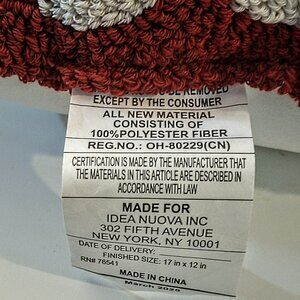 TO BE REMOVED
EXCEPT BY THE CONSUMER
ALL NEW MATERIAL
CONSISTING OF
100%POLYESTER FIBER
REG.NO.: OH-80229(CN)
CERTIFICATION IS MADE BY THE MANUFACTURER THAT
THE MATERIALS IN THIS ARTICLE ARE DESCRIBED IN
ACCORDANCE WITH LAW
MADE FOR
IDEA NUOVA INC
302 FIFTH AVENUE
NEW YORK, NY 10001
DATE OF DELIVERY:
FINISHED SIZE: 17 in x 12 in
RN# 76541
MADE IN CHINA